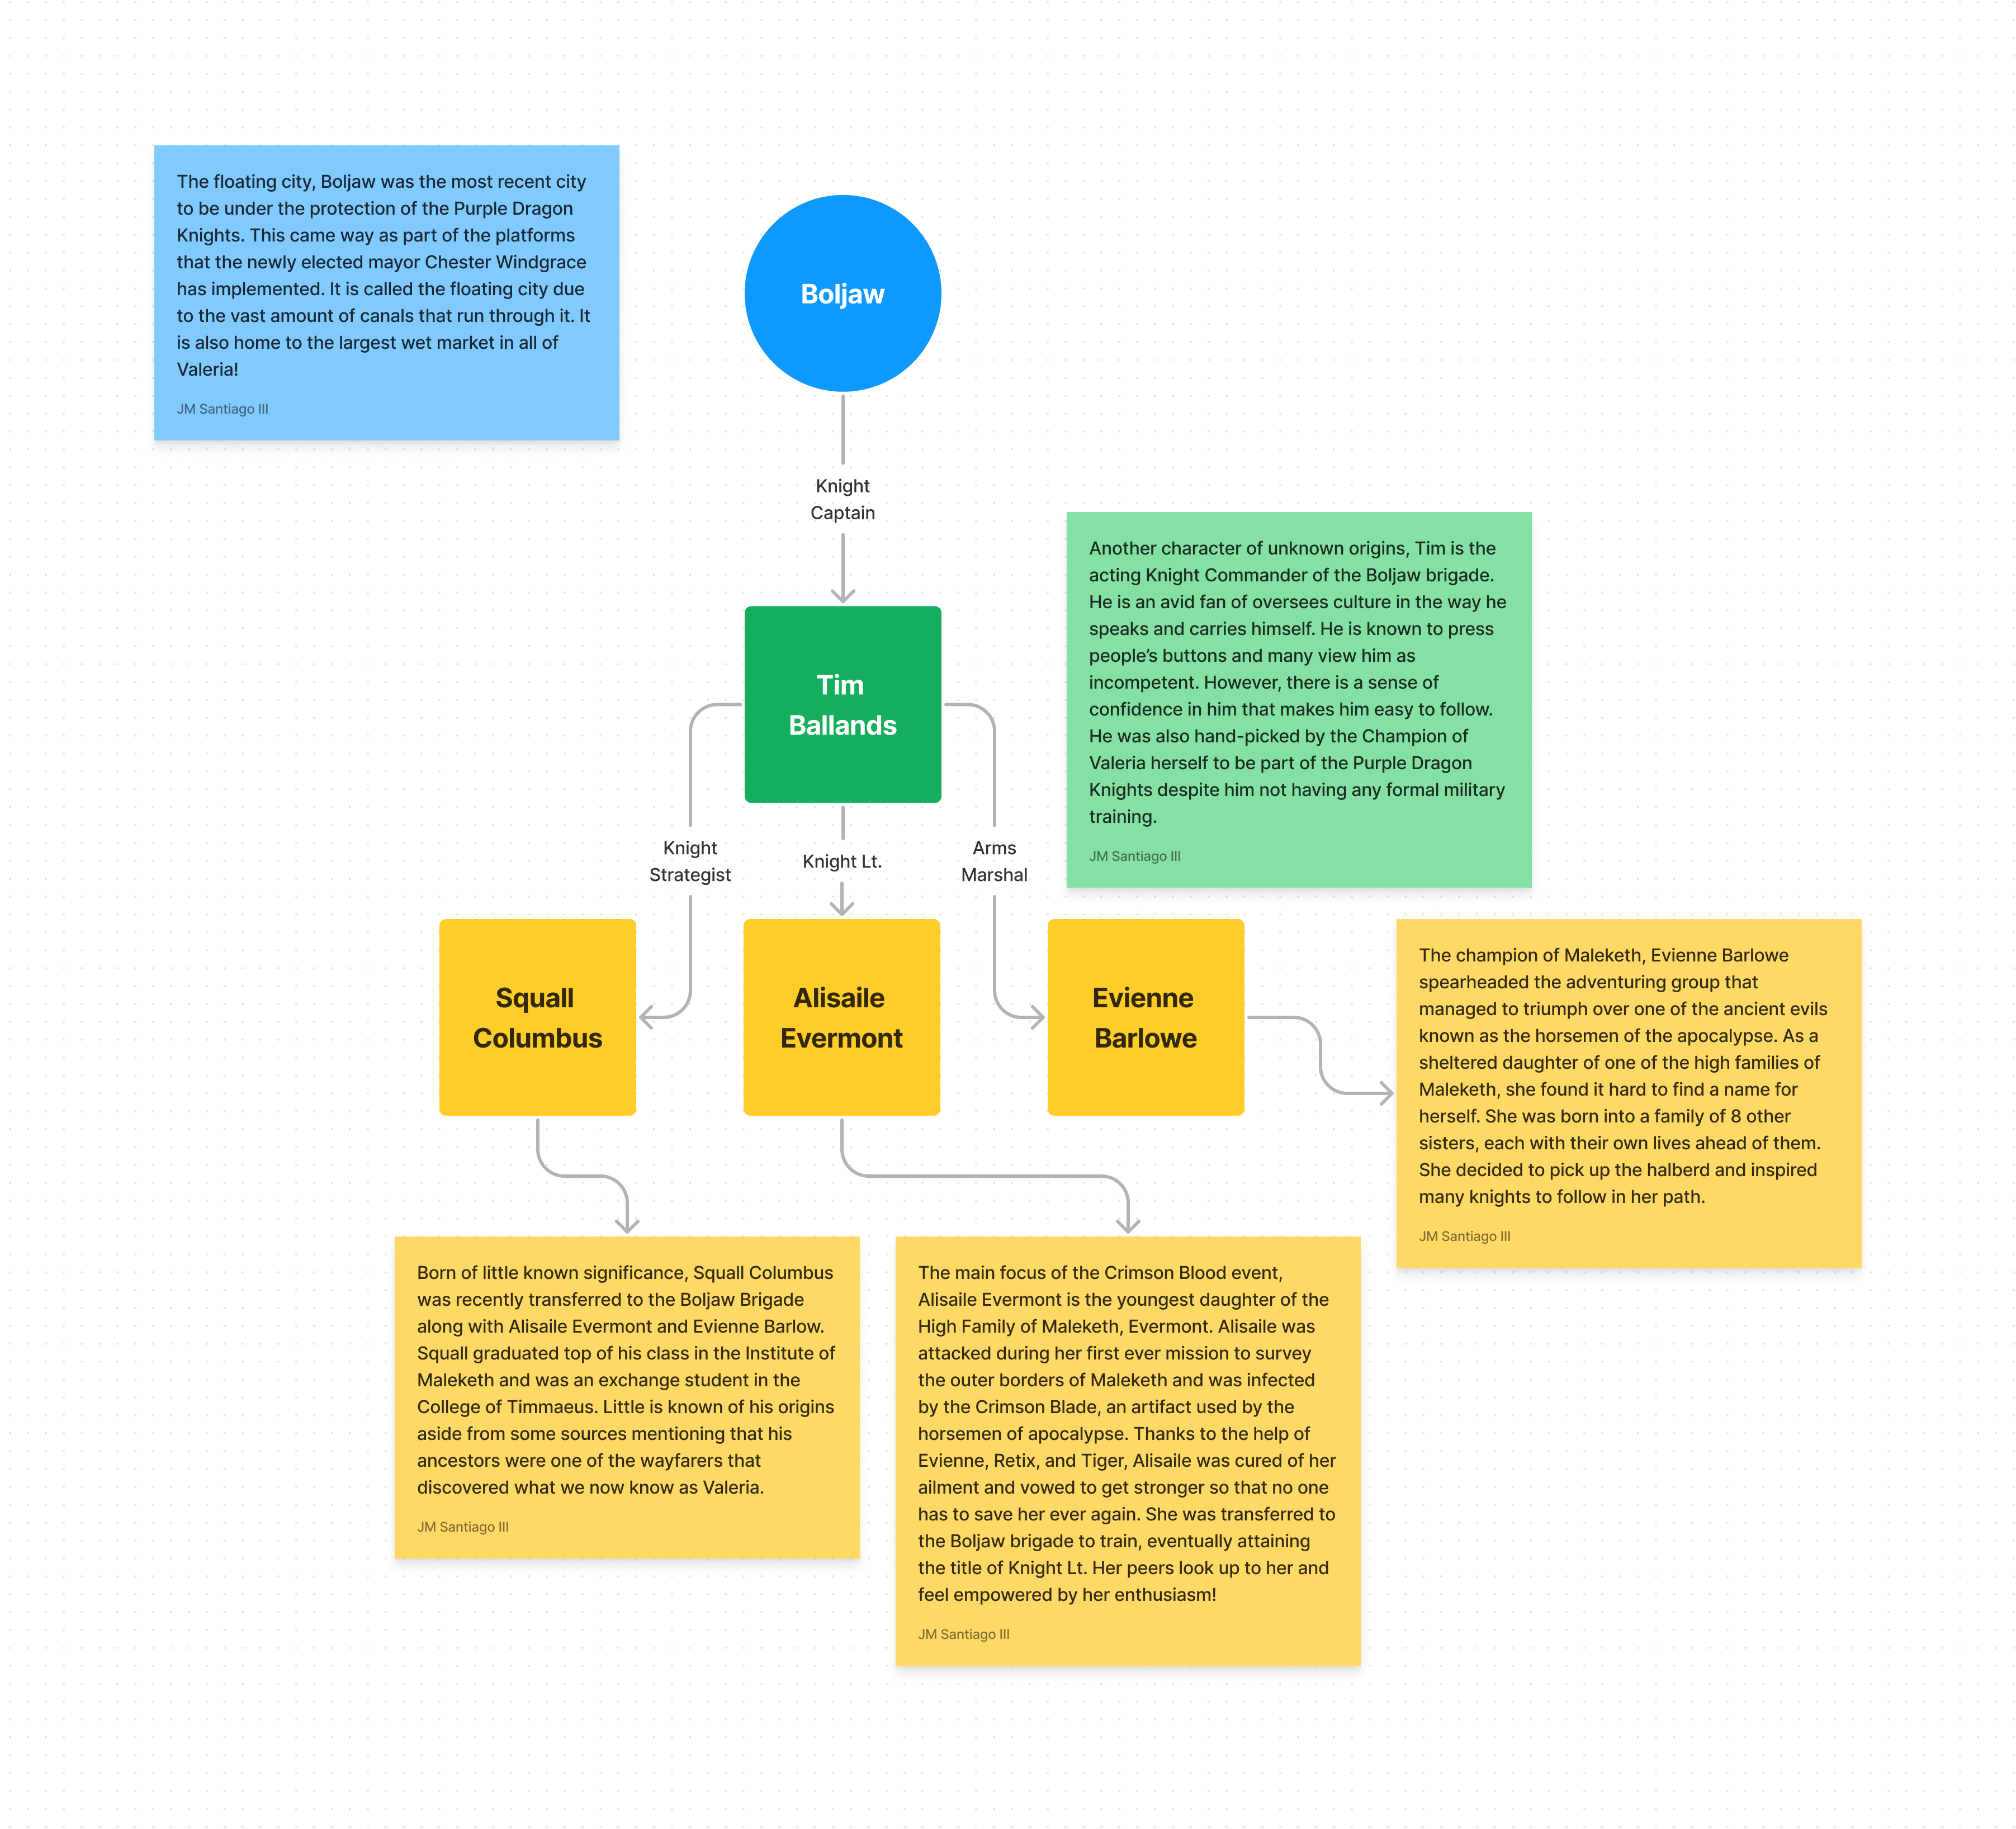 The floating city, Boljaw was the most recent city
to be under the protection of the Purple Dragon
Knights. This came way as part of the platforms
that the newly elected mayor Chester Windgrace
has implemented. It is called the floating city due
to the vast amount of canals that run through it. It
is also home to the largest wet market in all of
Valeria!
JM Santiago III
Boljaw
Knight
Captain
Another character of unknown origins, Tim is the
acting Knight Commander of the Boljaw brigade.
He is an avid fan of oversees culture in the way he
speaks and carries himself. He is known to press
people’s buttons and many view him as
incompetent. However, there is a sense of
confidence in him that makes him easy to follow.
He was also hand-picked by the Champion of
Valeria herself to be part of the Purple Dragon
Knights despite him not having any formal military
training.
JM Santiago III
Tim
Ballands
Knight
Strategist
Knight Lt.
Arms
Marshal
Squall
Columbus
Alisaile
Evermont
Evienne
Barlowe
The champion of Maleketh, Evienne Barlowe
spearheaded the adventuring group that
managed to triumph over one of the ancient evils
known as the horsemen of the apocalypse. As a
sheltered daughter of one of the high families of
Maleketh, she found it hard to find a name for
herself. She was born into a family of 8 other
sisters, each with their own lives ahead of them.
She decided to pick up the halberd and inspired
many knights to follow in her path.
JM Santiago III
Born of little known significance, Squall Columbus
was recently transferred to the Boljaw Brigade
along with Alisaile Evermont and Evienne Barlow.
Squall graduated top of his class in the Institute of
Maleketh and was an exchange student in the
College of Timmaeus. Little is known of his origins
aside from some sources mentioning that his
ancestors were one of the wayfarers that
discovered what we now know as Valeria.
JM Santiago III
The main focus of the Crimson Blood event,
Alisaile Evermont is the youngest daughter of the
High Family of Maleketh, Evermont. Alisaile was
attacked during her first ever mission to survey
the outer borders of Maleketh and was infected
by the Crimson Blade, an artifact used by the
horsemen of apocalypse. Thanks to the help of
Evienne, Retix, and Tiger, Alisaile was cured of her
ailment and vowed to get stronger so that no one
has to save her ever again. She was transferred to
the Boljaw brigade to train, eventually attaining
the title of Knight Lt. Her peers look up to her and
feel empowered by her enthusiasm!
JM Santiago III